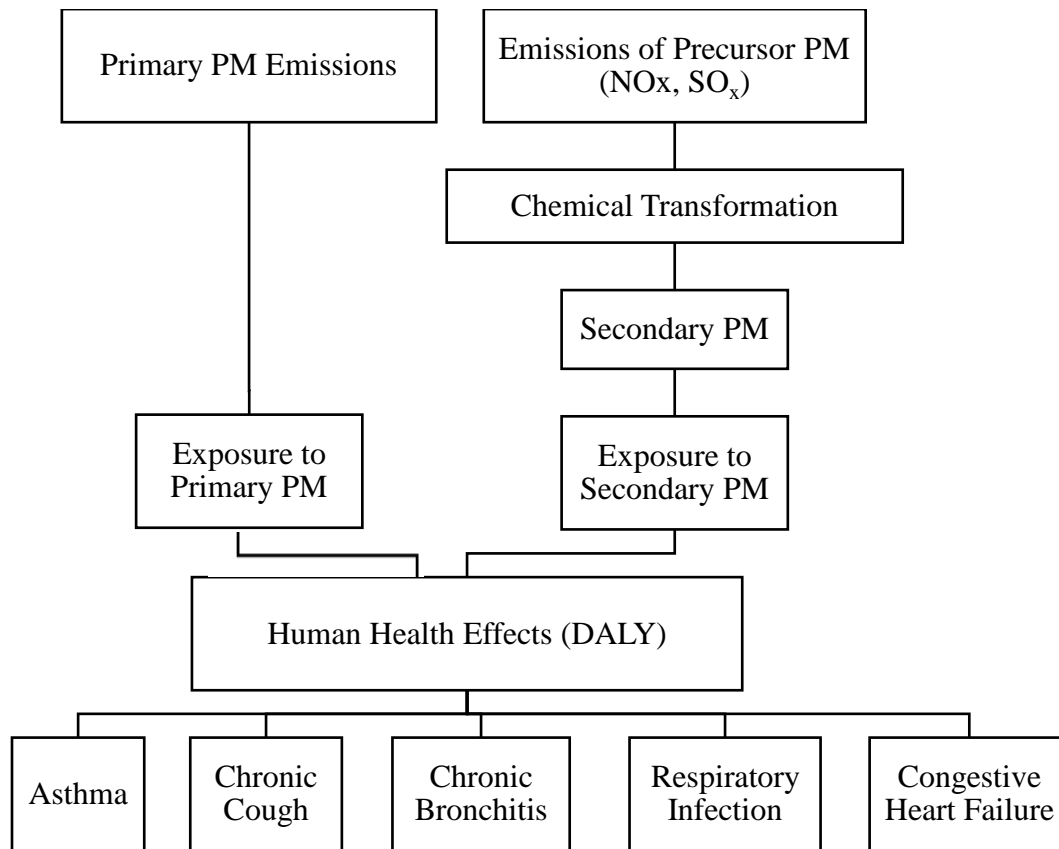 Primary PM Emissions
Emissions of Precursor PM
(NOx, SOₓ)
Chemical Transformation
Secondary PM
Exposure to
Primary PM
Exposure to
Secondary PM
Human Health Effects (DALY)
Asthma
Chronic
Cough
Chronic
Bronchitis
Respiratory
Infection
Congestive
Heart Failure